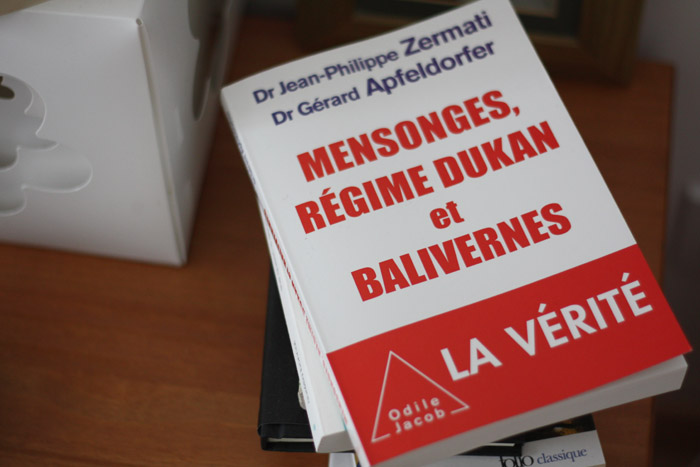 Dr Jean-Philippe Zermati
Dr Gérard Apfeldorfer
MENSONGES,
RÉGIME DUKAN
et
BALIVERNES
LA VÉRITÉ
Odile
Jacob
folio classique